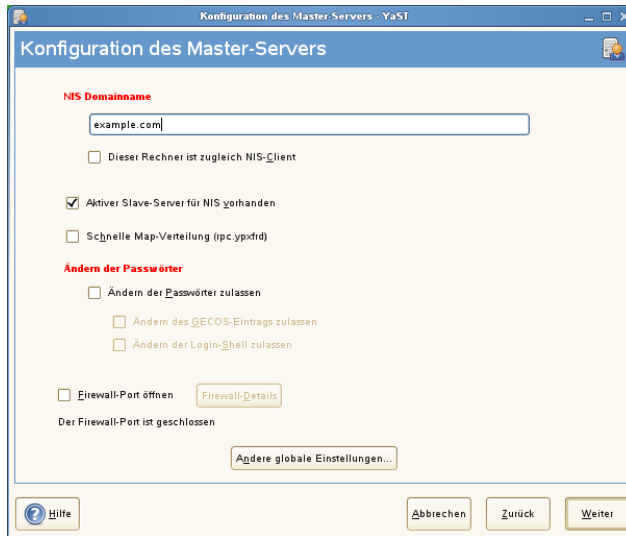 Konfiguration des Master-Servers - YaST
Konfiguration des Master-Servers
NIS Domainname
example.com
Dieser Rechner ist zugleich NIS-Client
Aktiver Slave-Server für NIS vorhanden
Schnelle Map-Verteilung (rpc.ypxfrd)
Ändern der Passwörter
Ändern der Passwörter zulassen
Ändern des GECOS-Eintrags zulassen
Ändern der Login-Shell zulassen
Firewall-Port öffnen Firewall-Details
Der Firewall-Port ist geschlossen
Andere globale Einstellungen...
Hilfe Abbrechen Zurück Weiter